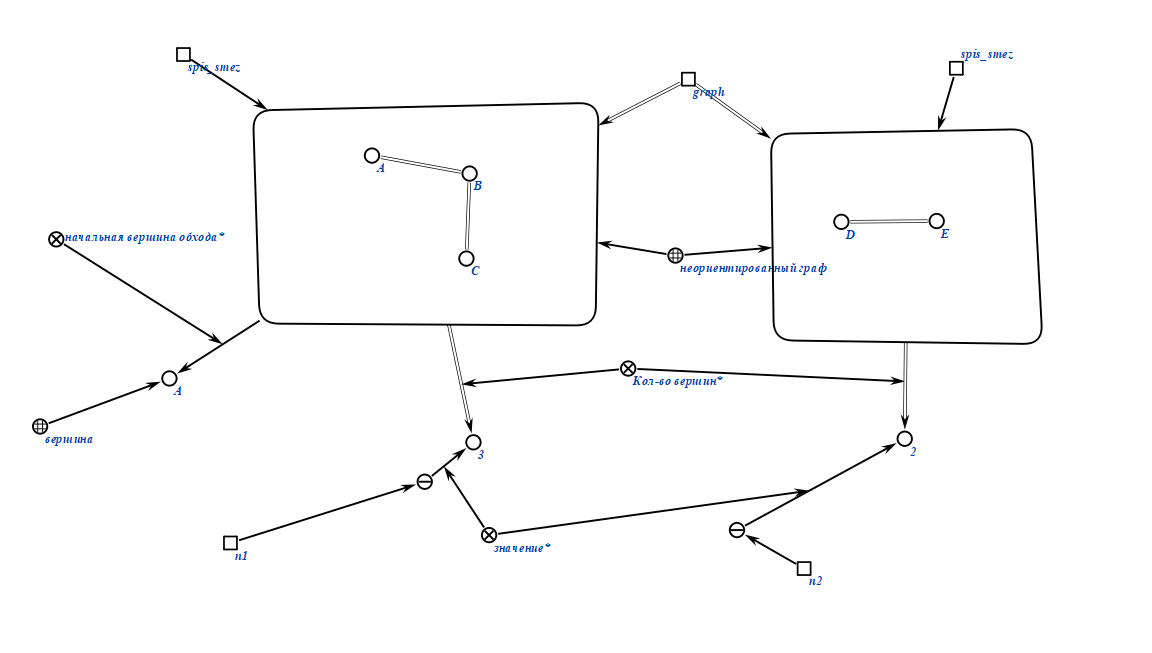 spis_smez
spis_smez
graph
A
B
C
D
E
начальная вершина обхода*
неориентированный граф
A
Кол-во вершин*
вершина
3
2
n1
значение*
n2